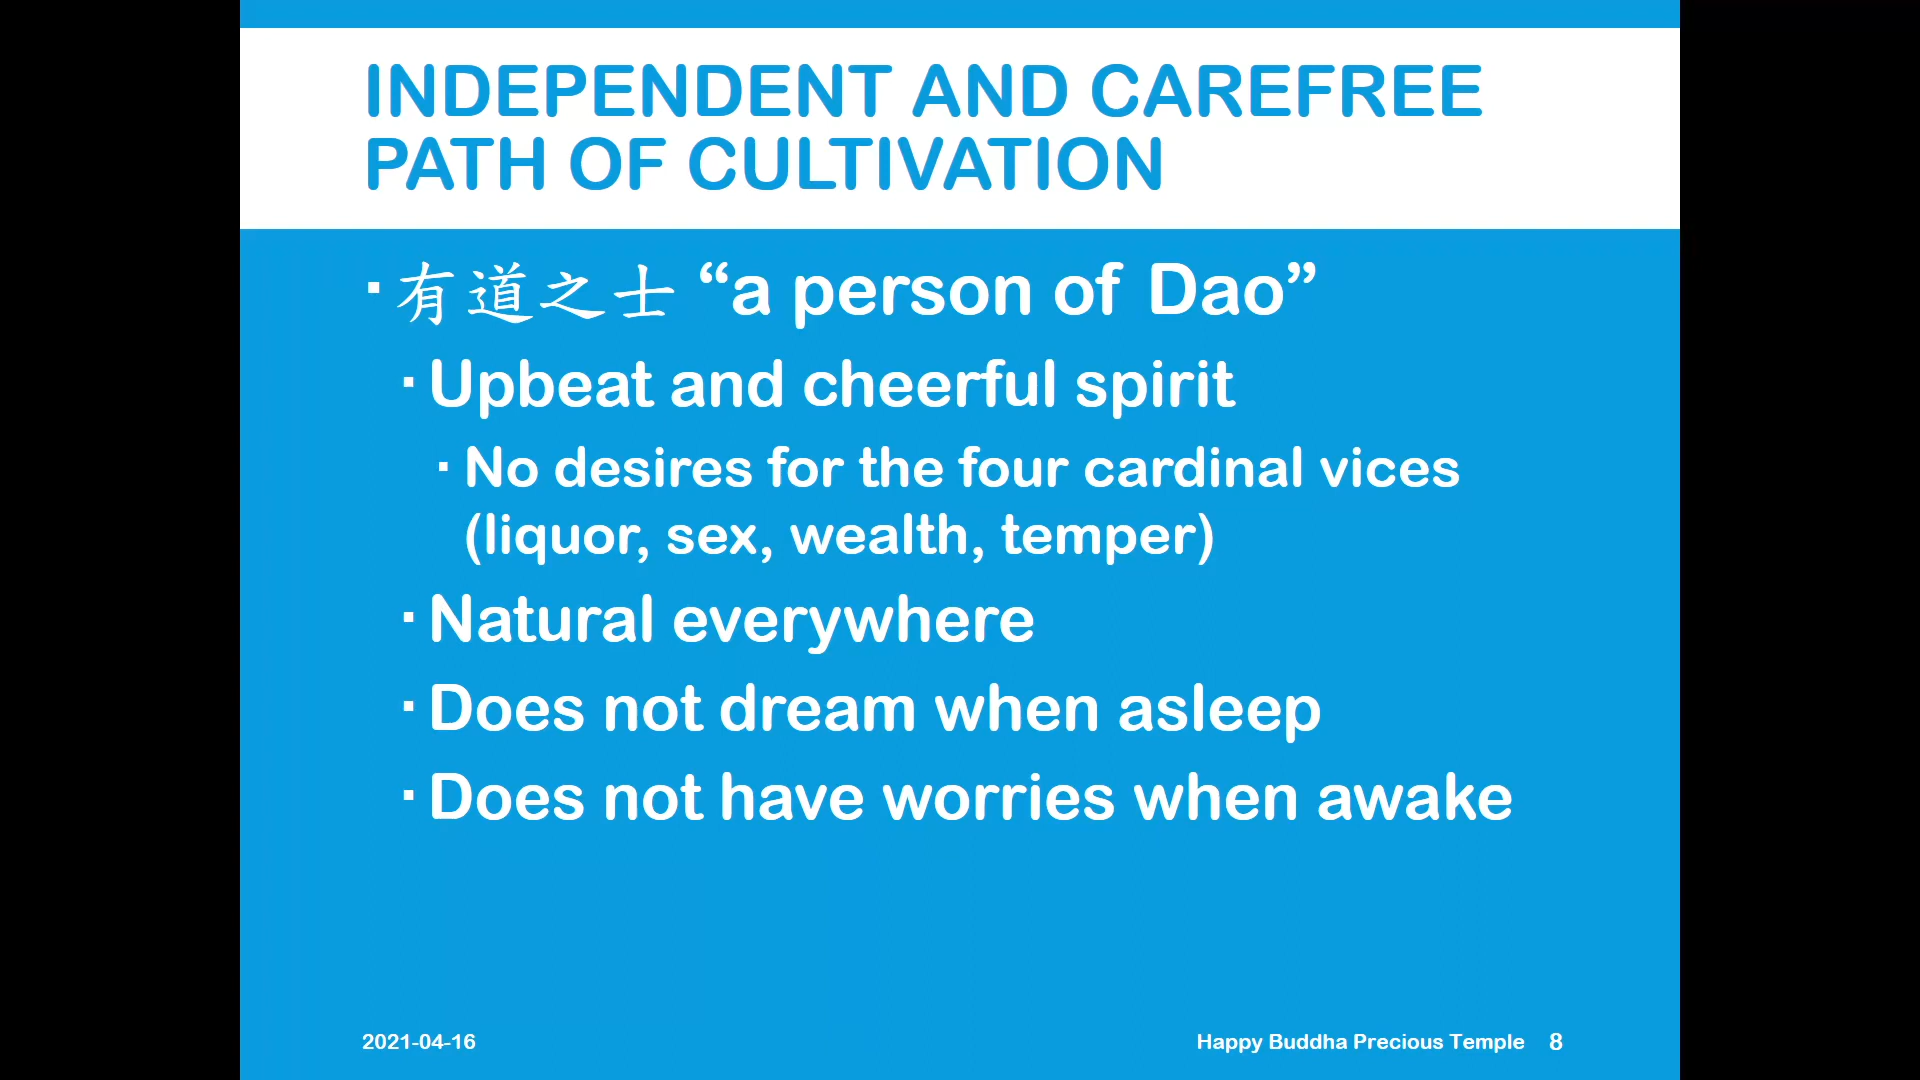 INDEPENDENT AND CAREFREE
PATH OF CULTIVATION
▪ 有道之士 “a person of Dao”
▪ Upbeat and cheerful spirit
▪ No desires for the four cardinal vices
(liquor, sex, wealth, temper)
▪ Natural everywhere
▪ Does not dream when asleep
▪ Does not have worries when awake
2021-04-16
Happy Buddha Precious Temple 8